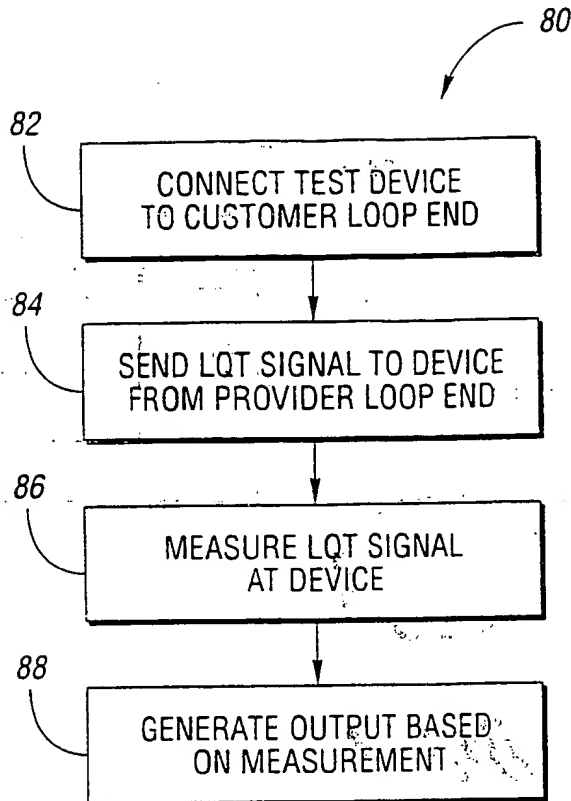 80
82
CONNECT TEST DEVICE
TO CUSTOMER LOOP END
84
SEND LQT SIGNAL TO DEVICE
FROM PROVIDER LOOP END
86
MEASURE LQT SIGNAL
AT DEVICE
88
GENERATE OUTPUT BASED
ON MEASUREMENT